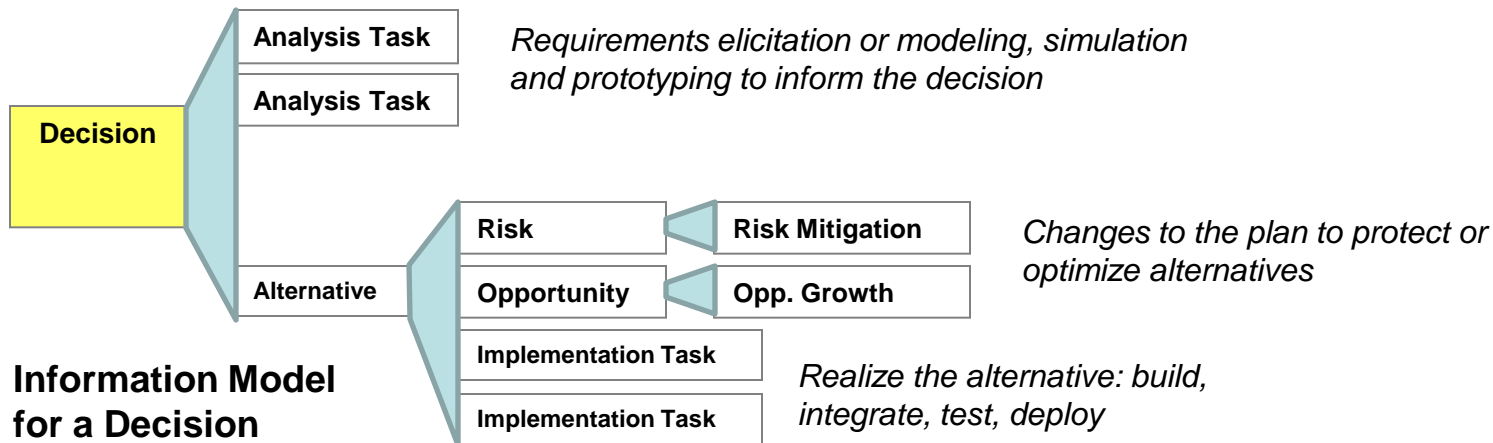 Analysis Task
Requirements elicitation or modeling, simulation
and prototyping to inform the decision
Analysis Task
Decision
Risk
Risk Mitigation
Changes to the plan to protect or
optimize alternatives
Alternative
Opportunity
Opp. Growth
Implementation Task
Realize the alternative: build,
integrate, test, deploy
Implementation Task
Information Model
for a Decision